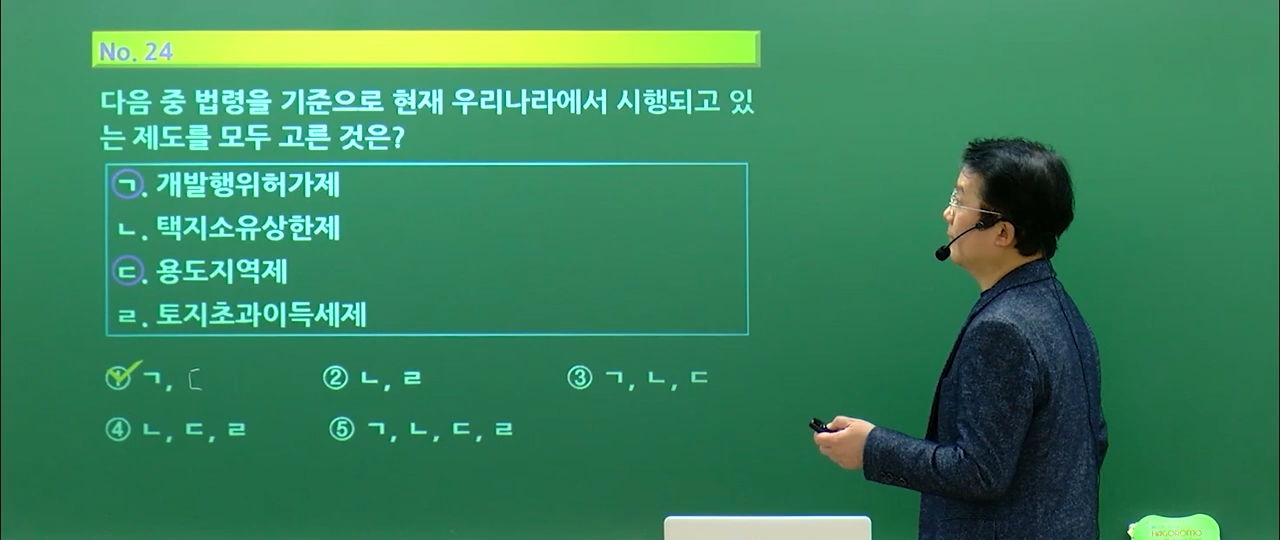 No. 24
다음 중 법령을 기준으로 현재 우리나라에서 시행되고 있
는 제도를 모두 고른 것은?
ㄱ. 개발행위허가제
ㄴ. 택지소유상한제
ㄷ. 용도지역제
ㄹ. 토지초과이득세제
① ㄱ, ㄷ ② ㄴ, ㄹ ③ ㄱ, ㄴ, ㄷ
④ ㄴ, ㄷ, ㄹ ⑤ ㄱ, ㄴ, ㄷ, ㄹ
HAGOROMO